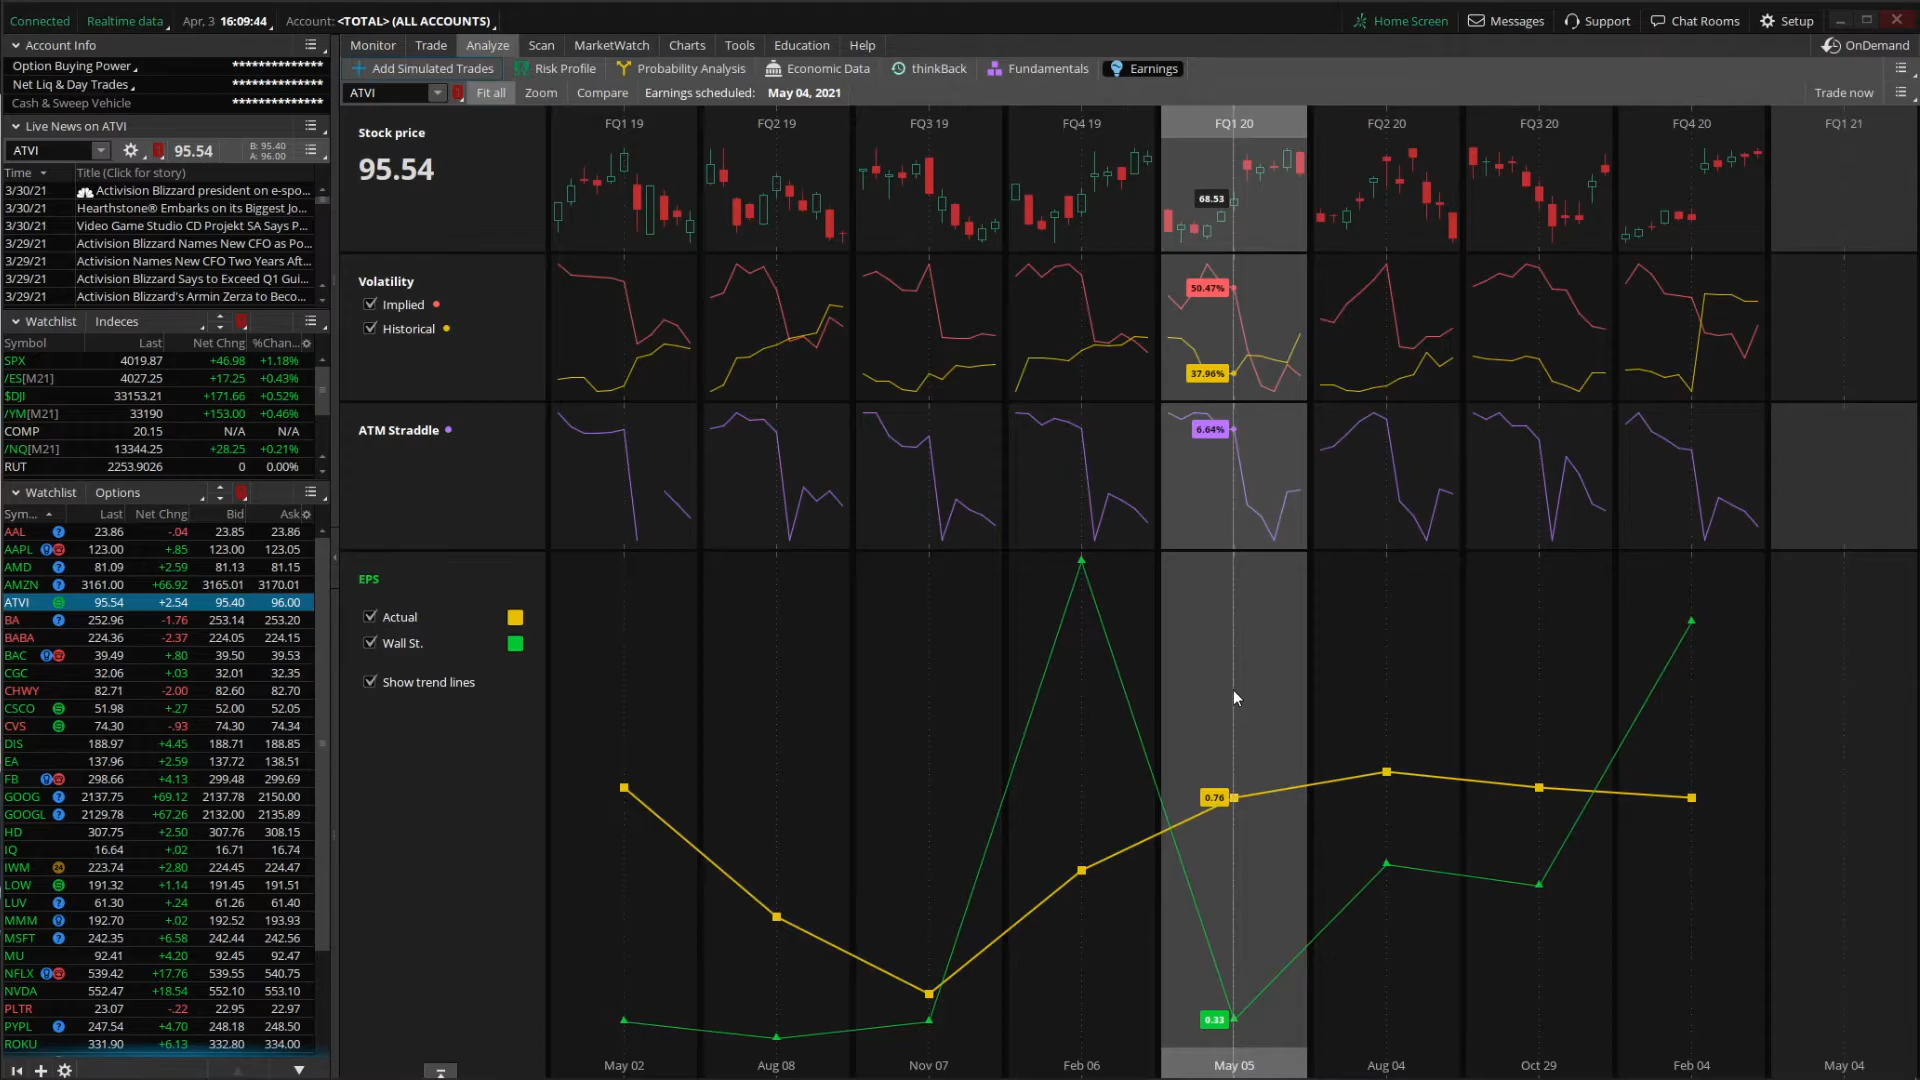 Connected Realtime data Apr, 3 16:09:44 Account: <TOTAL> (ALL ACCOUNTS) Home Screen Messages Support Chat Rooms Setup
Account Info
Option Buying Power **************
Net Liq & Day Trades **************
Cash & Sweep Vehicle **************
Live News on ATVI
ATVI 95.54 B: 95.40
A: 96.00
Time Title (Click for story)
3/30/21 Activision Blizzard president on e-spo...
3/30/21 Hearthstone® Embarks on its Biggest Jo...
3/30/21 Video Game Studio CD Projekt SA Says P...
3/29/21 Activision Blizzard Names New CFO as Po...
3/29/21 Activision Names New CFO Two Years Aft...
3/29/21 Activision Blizzard Says to Exceed Q1 Gui...
3/29/21 Activision Blizzard's Armin Zerza to Beco...
Watchlist Indeces
Symbol Last Net Chng %Chan...
SPX 4019.87 +46.98 +1.18%
/ES[M21] 4027.25 +17.25 +0.43%
$DJI 33153.21 +171.66 +0.52%
/YM[M21] 33190 +153.00 +0.46%
COMP 20.15 N/A N/A
/NQ[M21] 13344.25 +28.25 +0.21%
RUT 2253.9026 0 0.00%
Watchlist Options
Sym... Last Net Chng Bid Ask
AAL 23.86 -.04 23.85 23.86
AAPL 123.00 +.85 123.00 123.05
AMD 81.09 +2.59 81.13 81.15
AMZN 3161.00 +66.92 3165.01 3170.01
ATVI 95.54 +2.54 95.40 96.00
BA 252.96 -1.76 253.14 253.20
BABA 224.36 -2.37 224.05 224.15
BAC 39.49 +.80 39.50 39.53
CGC 32.06 +.03 32.01 32.35
CHWY 82.71 -2.00 82.60 82.70
CSCO 51.98 +.27 52.00 52.05
CVS 74.30 -.93 74.30 74.34
DIS 188.97 +4.45 188.71 188.85
EA 137.96 +2.59 137.72 138.51
FB 298.66 +4.13 299.48 299.69
GOOG 2137.75 +69.12 2137.78 2150.00
GOOGL 2129.78 +67.26 2132.00 2135.89
HD 307.75 +2.50 307.76 308.15
IQ 16.64 +.02 16.71 16.74
IWM 223.74 +2.80 224.45 224.47
LOW 191.32 +1.14 191.45 191.51
LUV 61.30 +.24 61.26 61.40
MMM 192.70 +.02 192.52 193.93
MSFT 242.35 +6.58 242.44 242.56
MU 92.41 +4.20 92.45 92.47
NFLX 539.42 +17.76 539.55 540.75
NVDA 552.47 +18.54 552.10 553.10
PLTR 23.07 -.22 22.95 22.97
PYPL 247.54 +4.70 248.18 248.50
ROKU 331.90 +6.13 332.80 334.00
Monitor Trade Analyze Scan MarketWatch Charts Tools Education Help OnDemand
Add Simulated Trades Risk Profile Probability Analysis Economic Data thinkBack Fundamentals Earnings
ATVI Fit all Zoom Compare Earnings scheduled: May 04, 2021 Trade now
FQ1 19 FQ2 19 FQ3 19 FQ4 19 FQ1 20 FQ2 20 FQ3 20 FQ4 20 FQ1 21
Stock price
95.54
68.53
Volatility
Implied
Historical
50.47%
37.96%
ATM Straddle
6.64%
EPS
Actual
Wall St.
Show trend lines
0.76
0.33
May 02 Aug 08 Nov 07 Feb 06 May 05 Aug 04 Oct 29 Feb 04 May 04